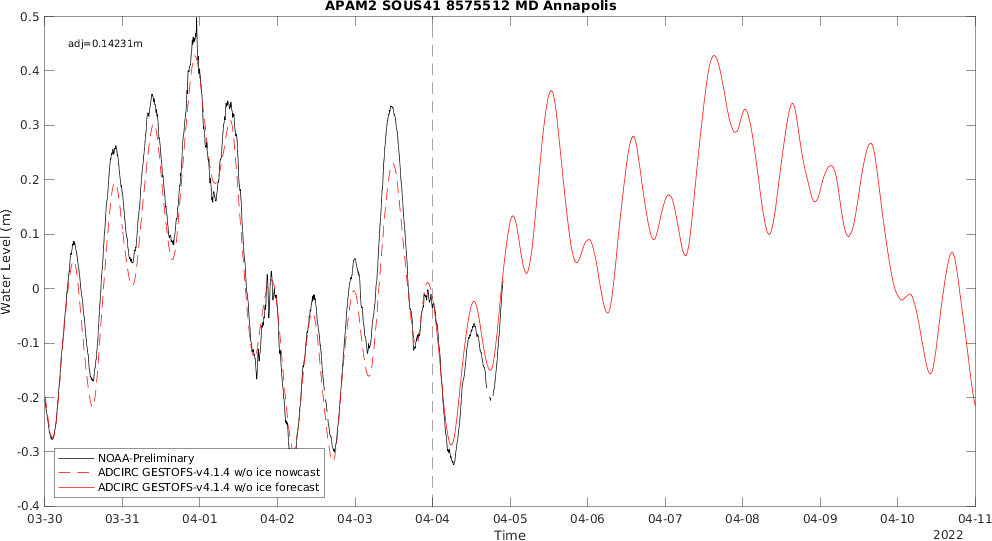 APAM2 SOUS41 8575512 MD Annapolis
adj=0.14231m
0.5
0.4
0.3
0.2
0.1
0
-0.1
-0.2
-0.3
-0.4
Water Level (m)
NOAA-Preliminary
ADCIRC GESTOFS-v4.1.4 w/o ice nowcast
ADCIRC GESTOFS-v4.1.4 w/o ice forecast
03-30 03-31 04-01 04-02 04-03 04-04 04-05 04-06 04-07 04-08 04-09 04-10 04-11
Time
2022